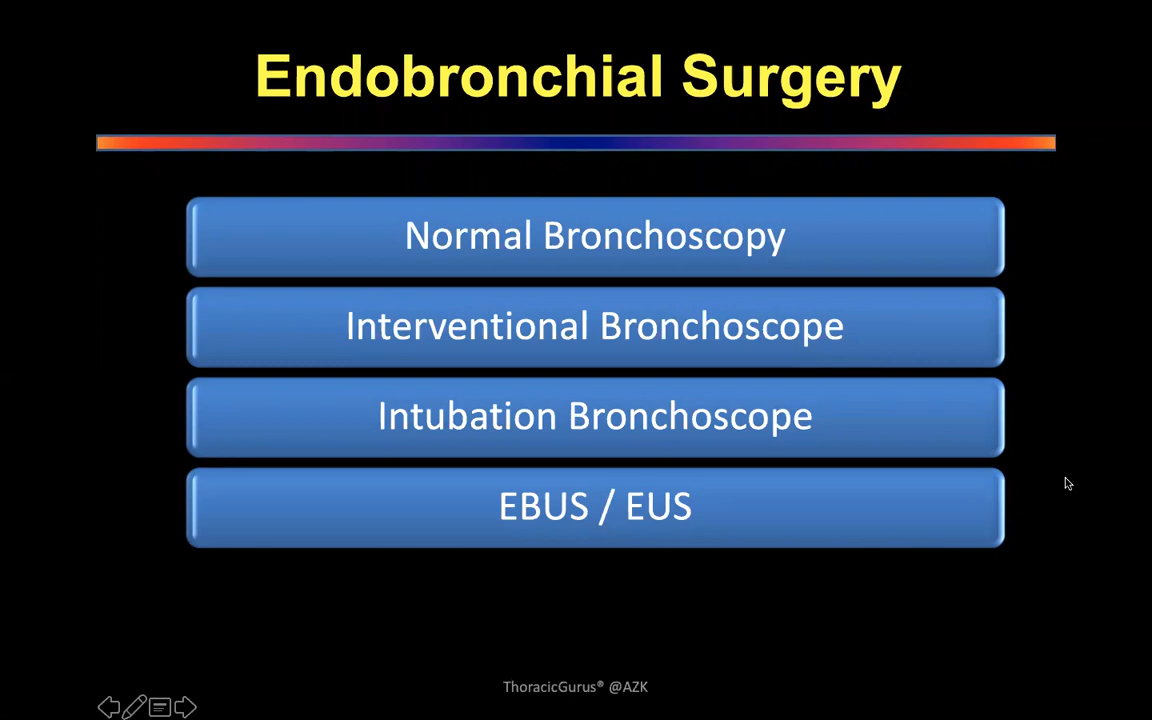 Endobronchial Surgery
Normal Bronchoscopy
Interventional Bronchoscope
Intubation Bronchoscope
EBUS / EUS
ThoracicGurus® @AZK